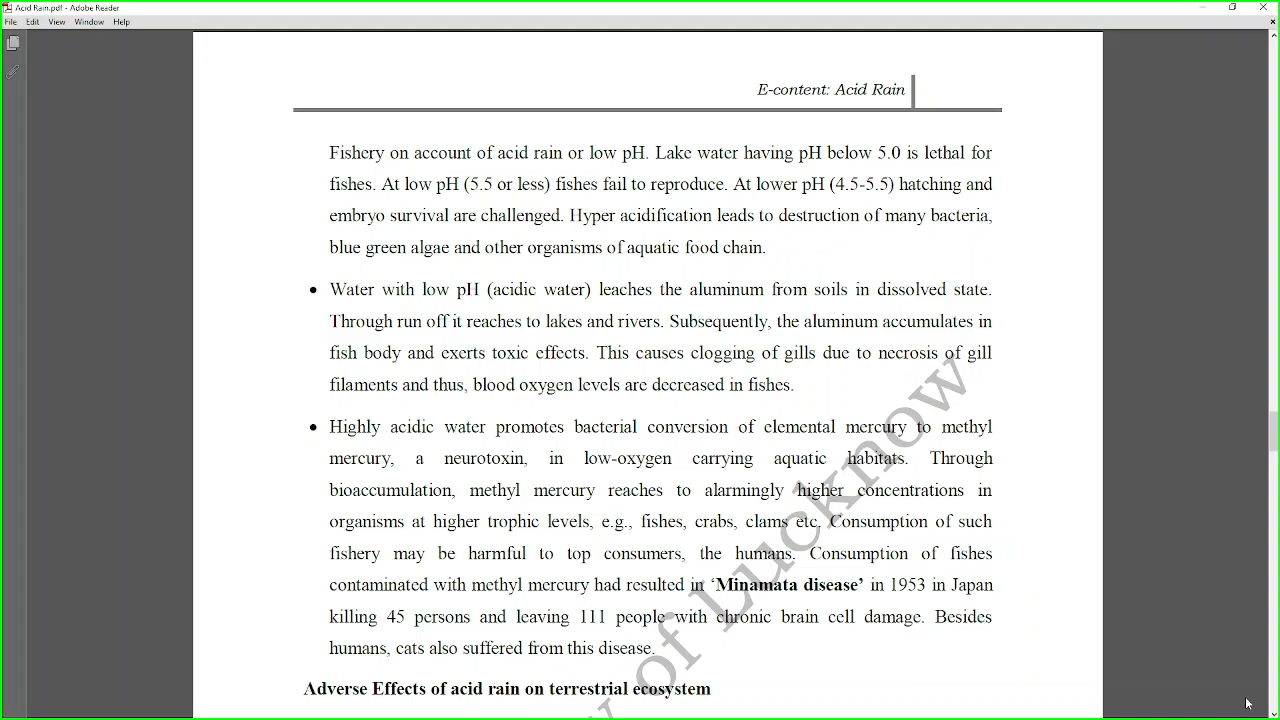 Acid Rain.pdf - Adobe Reader
File Edit View Window Help
E-content: Acid Rain
Fishery on account of acid rain or low pH. Lake water having pH below 5.0 is lethal for
fishes. At low pH (5.5 or less) fishes fail to reproduce. At lower pH (4.5-5.5) hatching and
embryo survival are challenged. Hyper acidification leads to destruction of many bacteria,
blue green algae and other organisms of aquatic food chain.
• Water with low pH (acidic water) leaches the aluminum from soils in dissolved state.
Through run off it reaches to lakes and rivers. Subsequently, the aluminum accumulates in
fish body and exerts toxic effects. This causes clogging of gills due to necrosis of gill
filaments and thus, blood oxygen levels are decreased in fishes.
• Highly acidic water promotes bacterial conversion of elemental mercury to methyl
mercury, a neurotoxin, in low-oxygen carrying aquatic habitats. Through
bioaccumulation, methyl mercury reaches to alarmingly higher concentrations in
organisms at higher trophic levels, e.g., fishes, crabs, clams etc. Consumption of such
fishery may be harmful to top consumers, the humans. Consumption of fishes
contaminated with methyl mercury had resulted in ‘Minamata disease’ in 1953 in Japan
killing 45 persons and leaving 111 people with chronic brain cell damage. Besides
humans, cats also suffered from this disease.
Adverse Effects of acid rain on terrestrial ecosystem
y of Lucknow